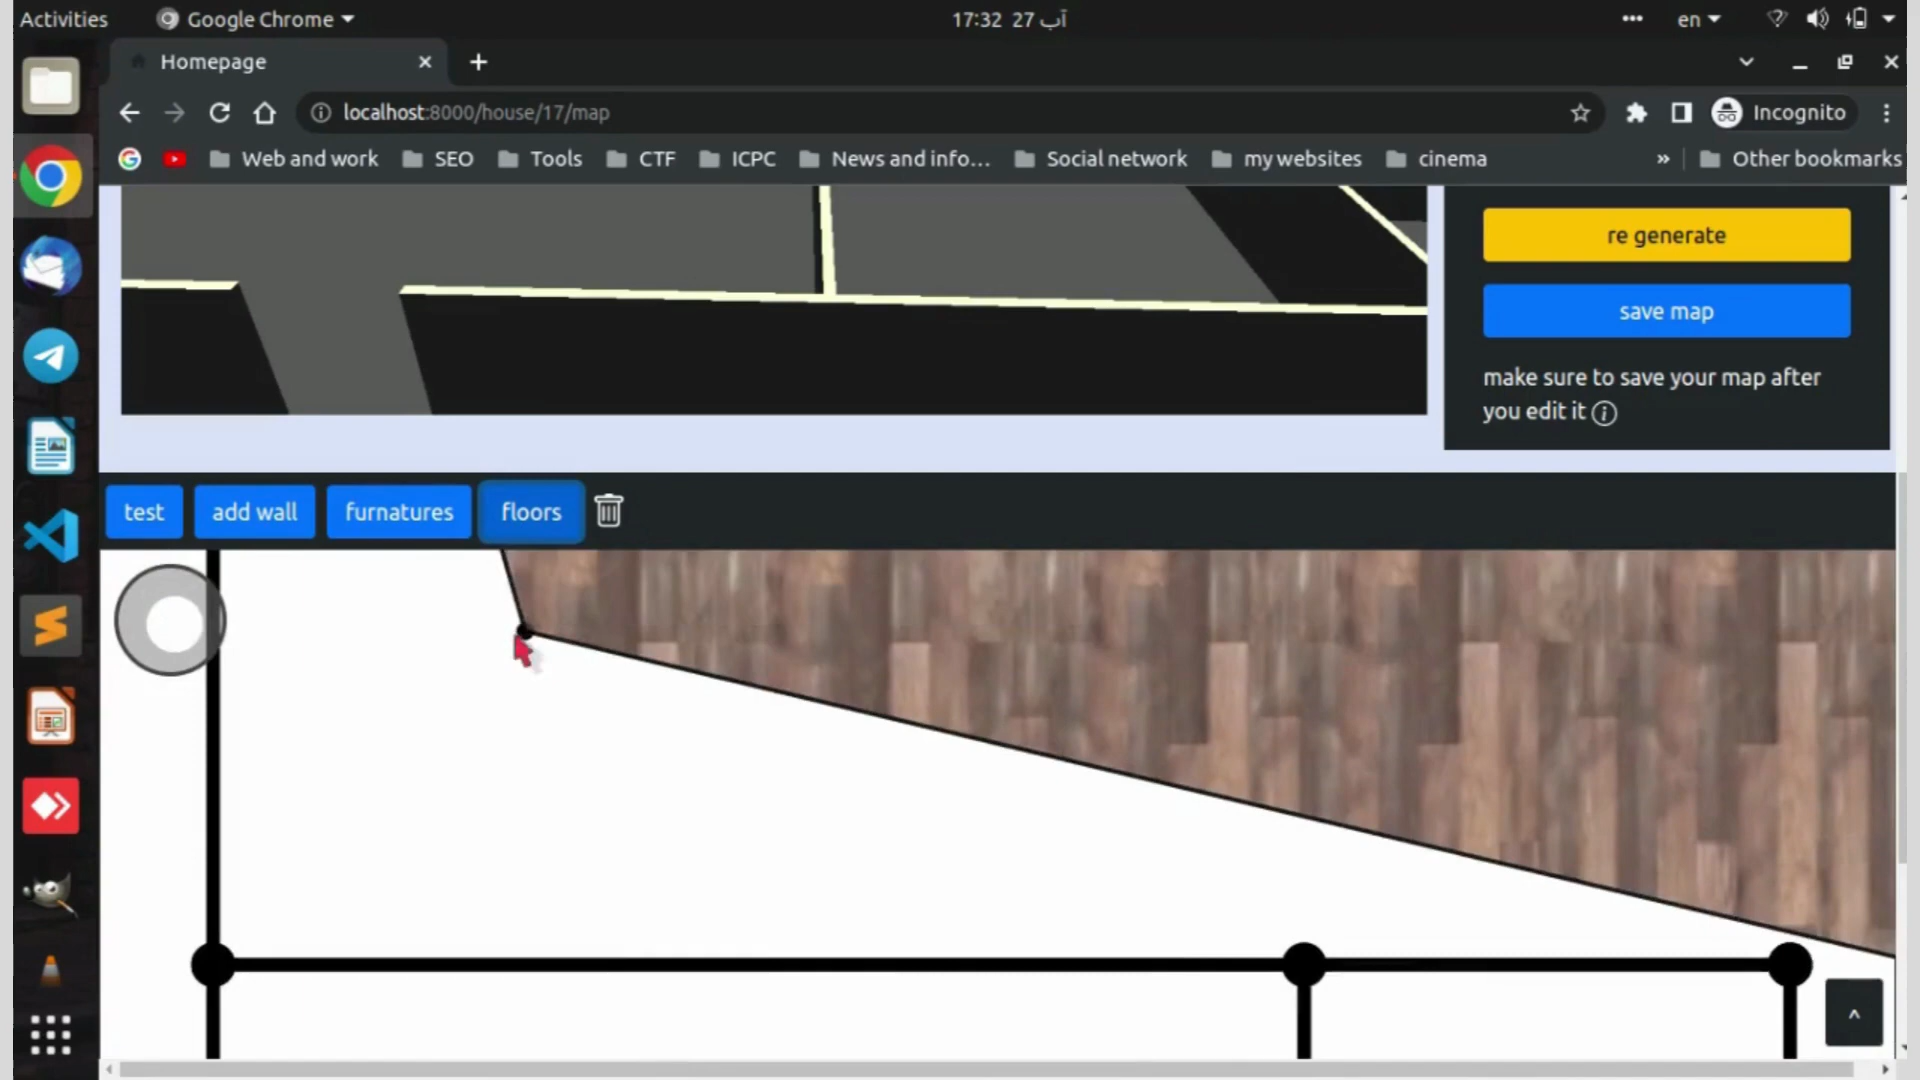 Activities
Google Chrome
17:32 27 آب
en
Homepage
localhost:8000/house/17/map
Incognito
Web and work
SEO
Tools
CTF
ICPC
News and info...
Social network
my websites
cinema
»
Other bookmarks
re generate
save map
make sure to save your map after
you edit it
test
add wall
furnatures
floors
^